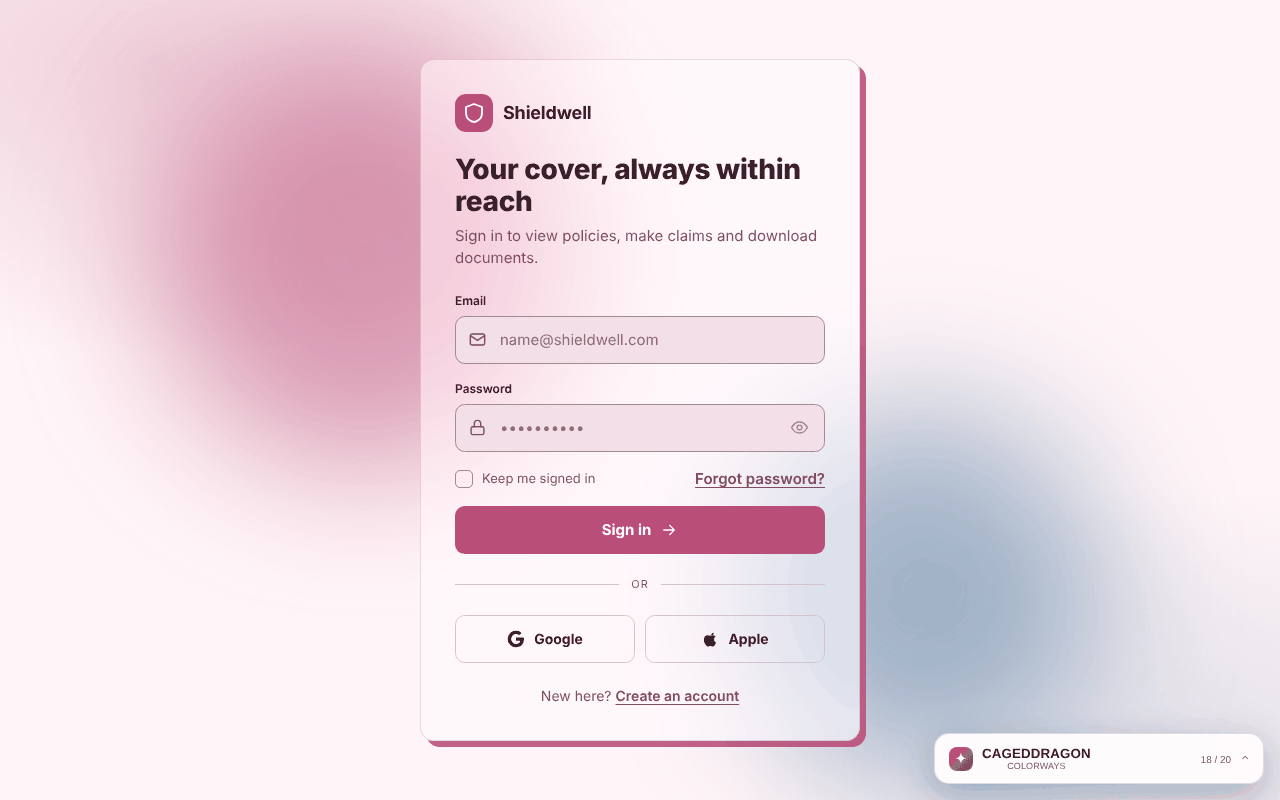 Shieldwell
Your cover, always within
reach
Sign in to view policies, make claims and download
documents.
Email
name@shieldwell.com
Password
Keep me signed in
Forgot password?
Sign in
OR
Google
Apple
New here? Create an account
CAGEDDRAGON
COLORWAYS
18 / 20